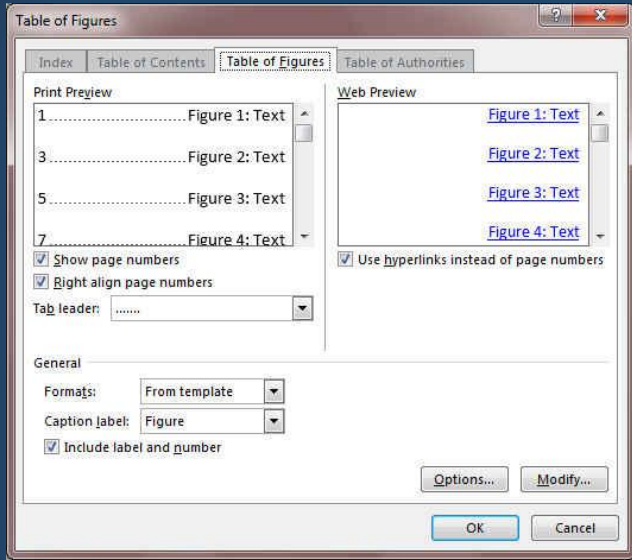 Table of Figures
Index Table of Contents Table of Figures Table of Authorities
Print Preview
1..............................Figure 1: Text
3..............................Figure 2: Text
5..............................Figure 3: Text
7..............................Figure 4: Text
Show page numbers
Right align page numbers
Tab leader: .......
Web Preview
Figure 1: Text
Figure 2: Text
Figure 3: Text
Figure 4: Text
Use hyperlinks instead of page numbers
General
Formats: From template
Caption label: Figure
Include label and number
Options... Modify...
OK Cancel